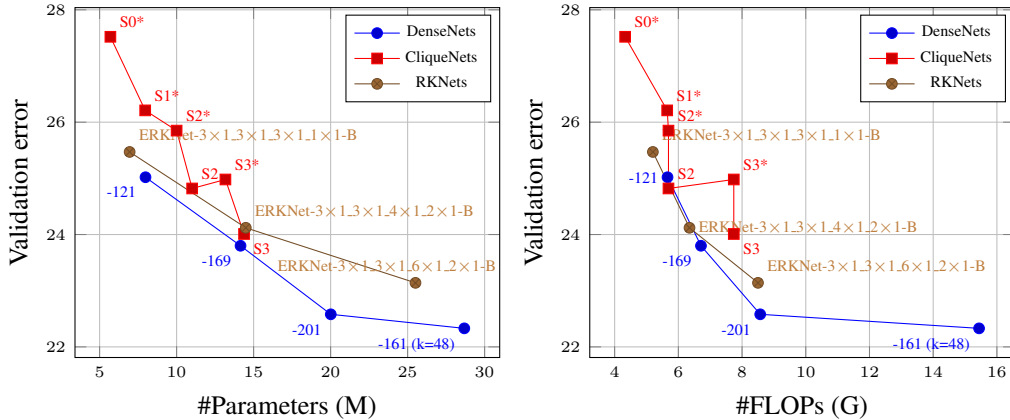 28
26
24
22
5
10
15
20
25
30
#Parameters (M)
Validation error
DenseNets
CliqueNets
RKNets
S0*
S1*
S2*
S2
S3*
S3
ERKNet-3×1_3×1_3×1_1×1-B
ERKNet-3×1_3×1_4×1_2×1-B
ERKNet-3×1_3×1_6×1_2×1-B
-121
-169
-201
-161 (k=48)
28
26
24
22
4
6
8
10
12
14
16
#FLOPs (G)
Validation error
DenseNets
CliqueNets
RKNets
S0*
S1*
S2*
S2
S3*
S3
ERKNet-3×1_3×1_3×1_1×1-B
ERKNet-3×1_3×1_4×1_2×1-B
ERKNet-3×1_3×1_6×1_2×1-B
-121
-169
-201
-161 (k=48)